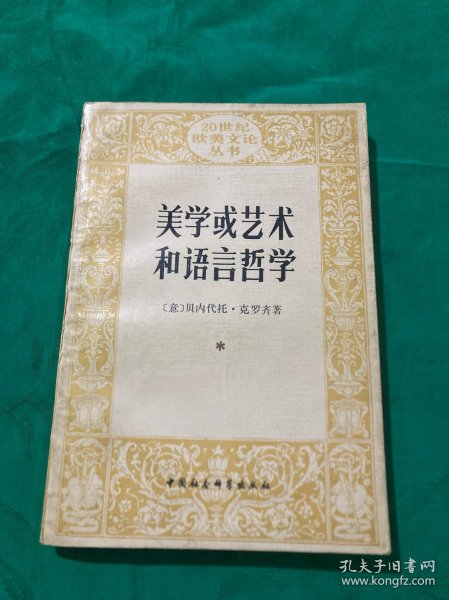 20世纪
欧美文论
丛书
美学或艺术
和语言哲学
〔意〕贝内代托·克罗齐著
*
中国社会科学出版社
孔夫子旧书网
www.kongfz.com